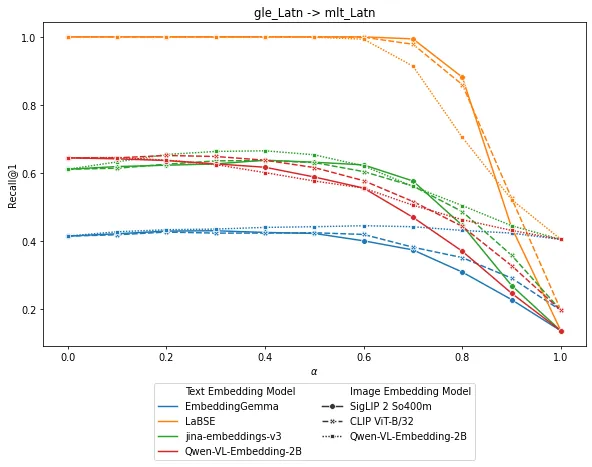 gle_Latn -> mlt_Latn
Recall@1
1.0
0.8
0.6
0.4
0.2
0.0 0.2 0.4 0.6 0.8 1.0
α
Text Embedding Model Image Embedding Model
EmbeddingGemma SigLIP 2 So400m
LaBSE CLIP ViT-B/32
jina-embeddings-v3 Qwen-VL-Embedding-2B
Qwen-VL-Embedding-2B